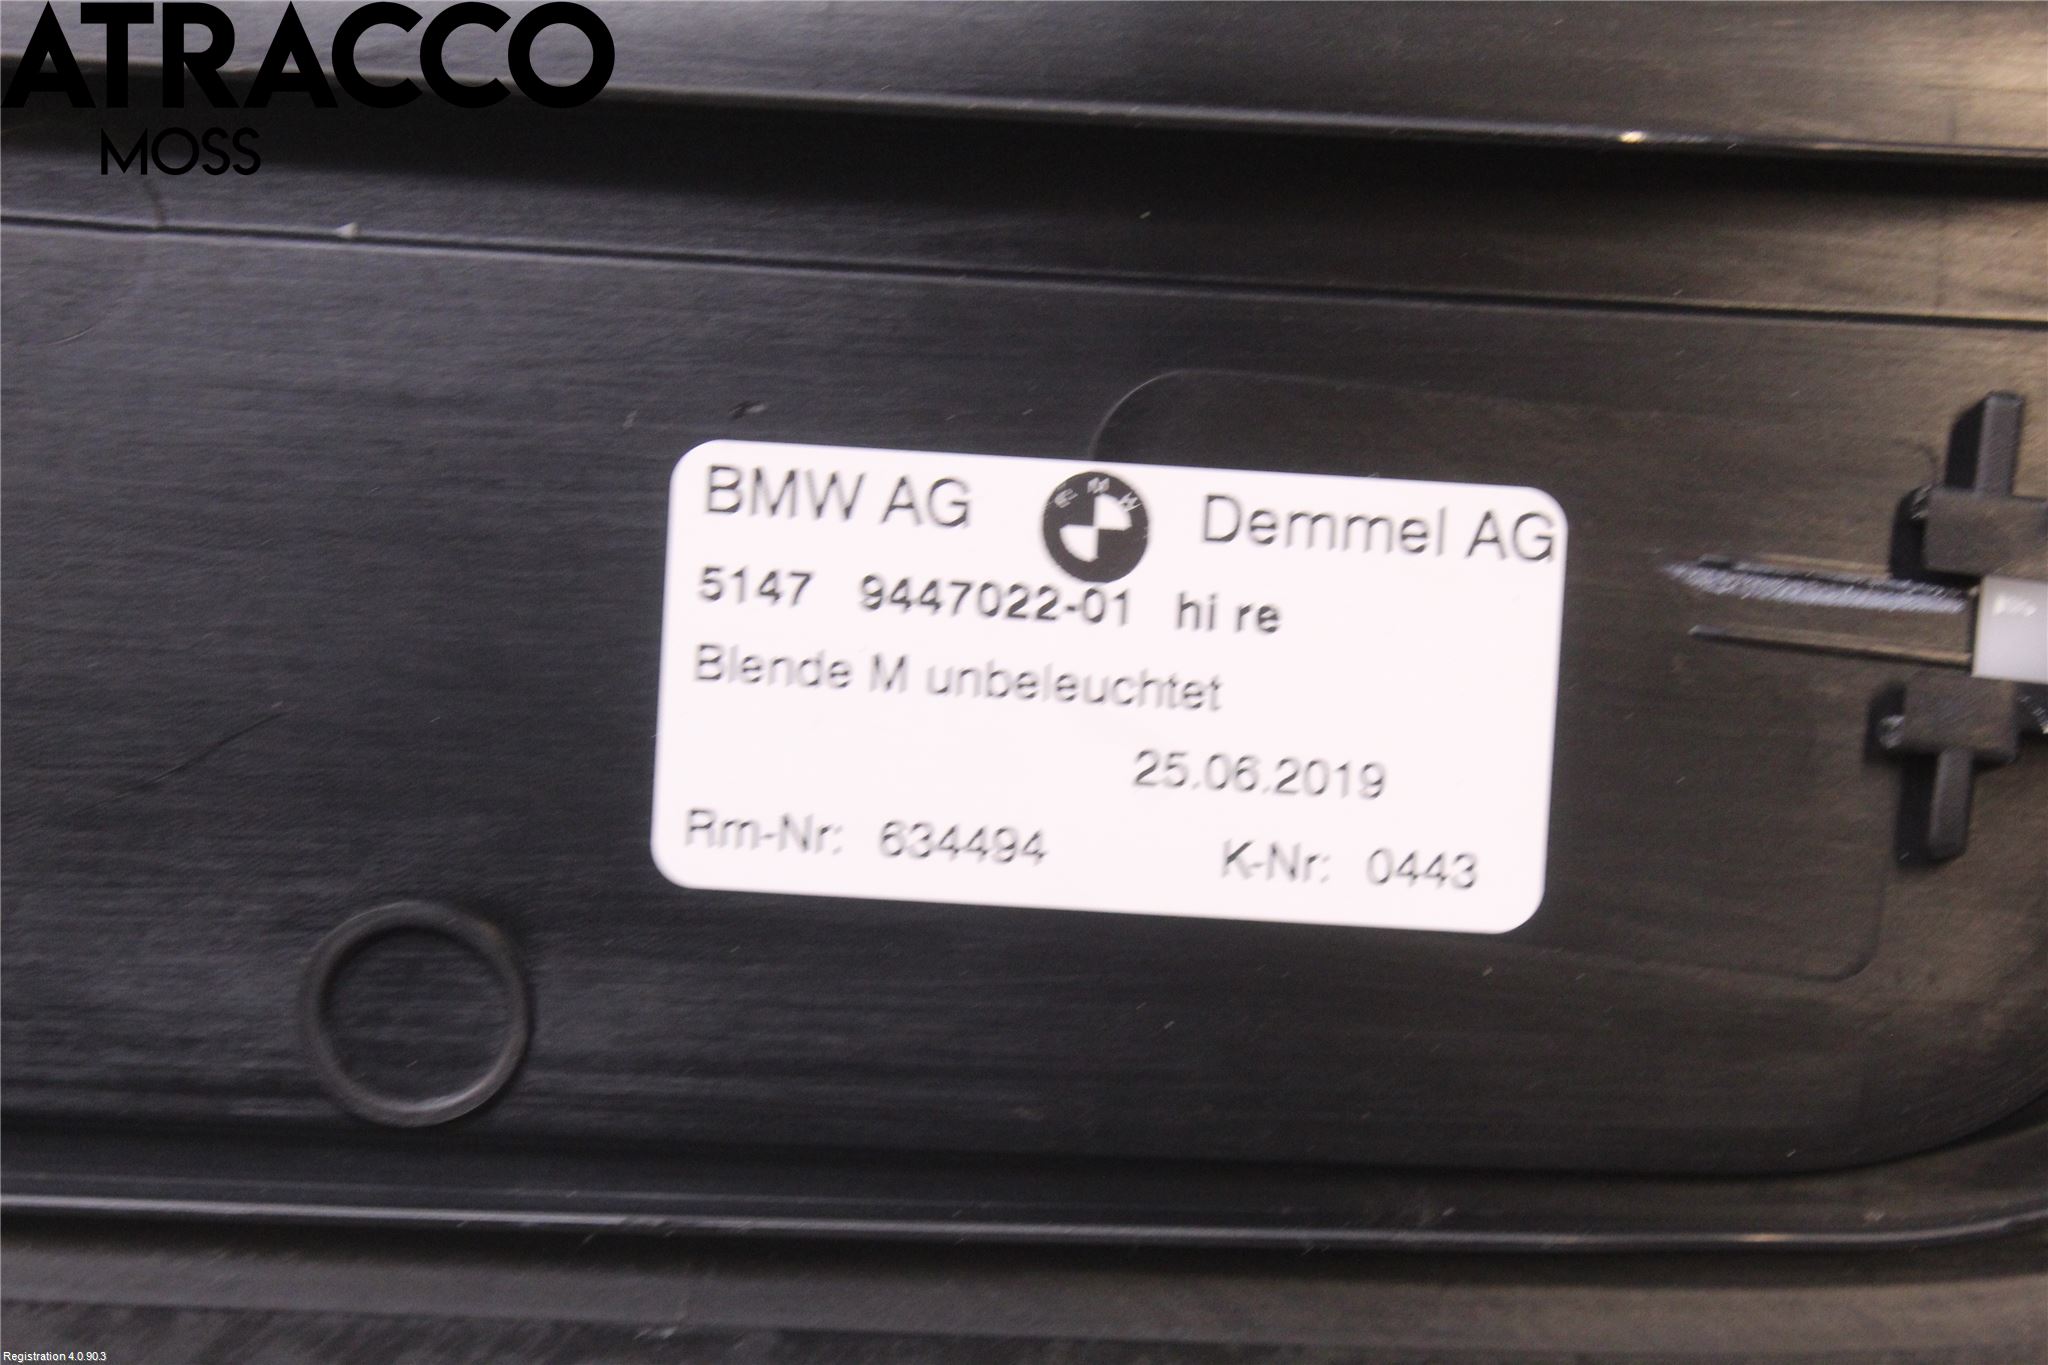 ATRACCO
MOSS
BMW AG BMW Demmel AG
5147 9447022-01 hi re
Blende M unbeleuchtet
25.06.2019
Rm-Nr: 634494 K-Nr: 0443
Registration 4.0.90.3